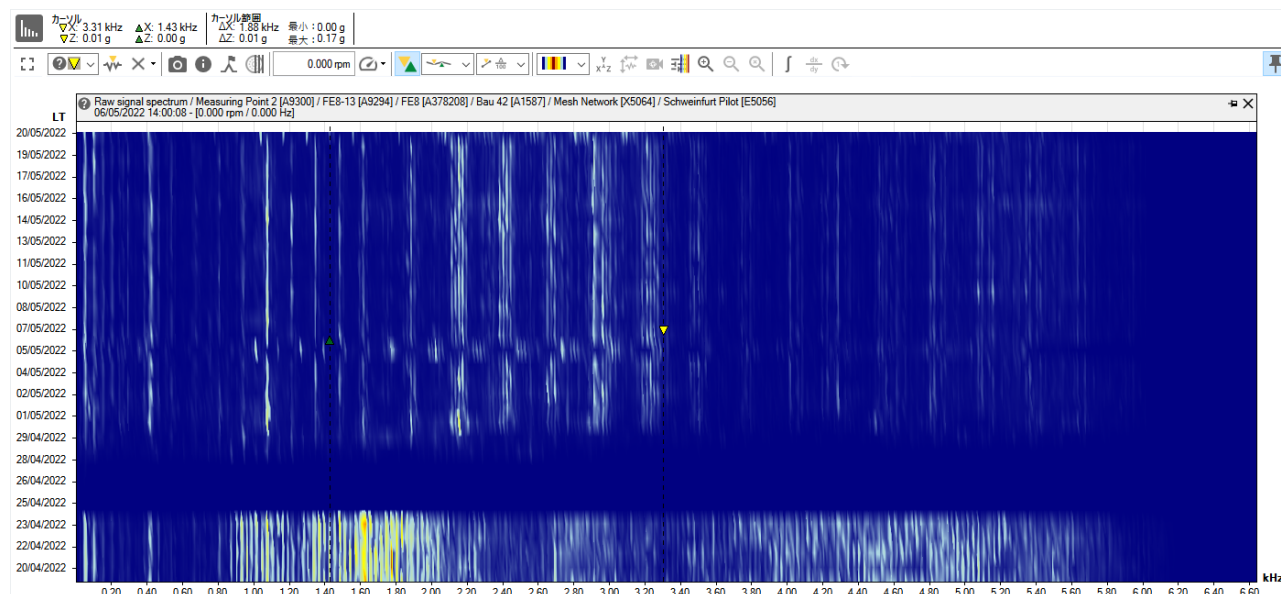 カーソル
X: 3.31 kHz
Z: 0.01 g
X: 1.43 kHz
Z: 0.00 g
カーソル範囲
ΔX: 1.88 kHz
ΔZ: 0.01 g
最小 : 0.00 g
最大 : 0.17 g
0.000 rpm
Raw signal spectrum / Measuring Point 2 [A9300] / FE8-13 [A9294] / FE8 [A378208] / Bau 42 [A1587] / Mesh Network [X5064] / Schweinfurt Pilot [E5056]
06/05/2022 14:00:08 - [0.000 rpm / 0.000 Hz]
LT
20/05/2022
19/05/2022
17/05/2022
16/05/2022
14/05/2022
13/05/2022
11/05/2022
10/05/2022
08/05/2022
07/05/2022
05/05/2022
04/05/2022
02/05/2022
01/05/2022
29/04/2022
28/04/2022
26/04/2022
25/04/2022
23/04/2022
22/04/2022
20/04/2022
kHz
0.20 0.40 0.60 0.80 1.00 1.20 1.40 1.60 1.80 2.00 2.20 2.40 2.60 2.80 3.00 3.20 3.40 3.60 3.80 4.00 4.20 4.40 4.60 4.80 5.00 5.20 5.40 5.60 5.80 6.00 6.20 6.40 6.60